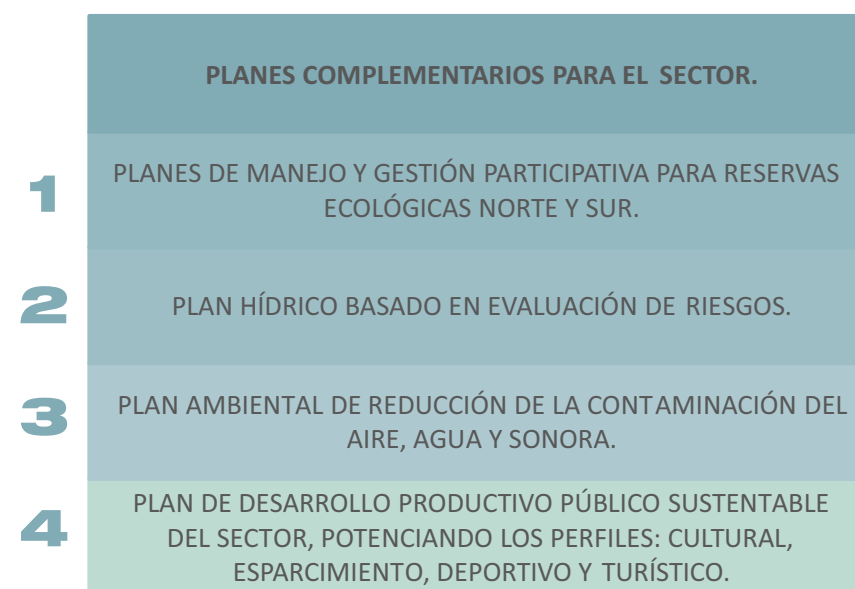 PLANES COMPLEMENTARIOS PARA EL SECTOR.
1
PLANES DE MANEJO Y GESTIÓN PARTICIPATIVA PARA RESERVAS
ECOLÓGICAS NORTE Y SUR.
2
PLAN HÍDRICO BASADO EN EVALUACIÓN DE RIESGOS.
3
PLAN AMBIENTAL DE REDUCCIÓN DE LA CONTAMINACIÓN DEL
AIRE, AGUA Y SONORA.
4
PLAN DE DESARROLLO PRODUCTIVO PÚBLICO SUSTENTABLE
DEL SECTOR, POTENCIANDO LOS PERFILES: CULTURAL,
ESPARCIMIENTO, DEPORTIVO Y TURÍSTICO.